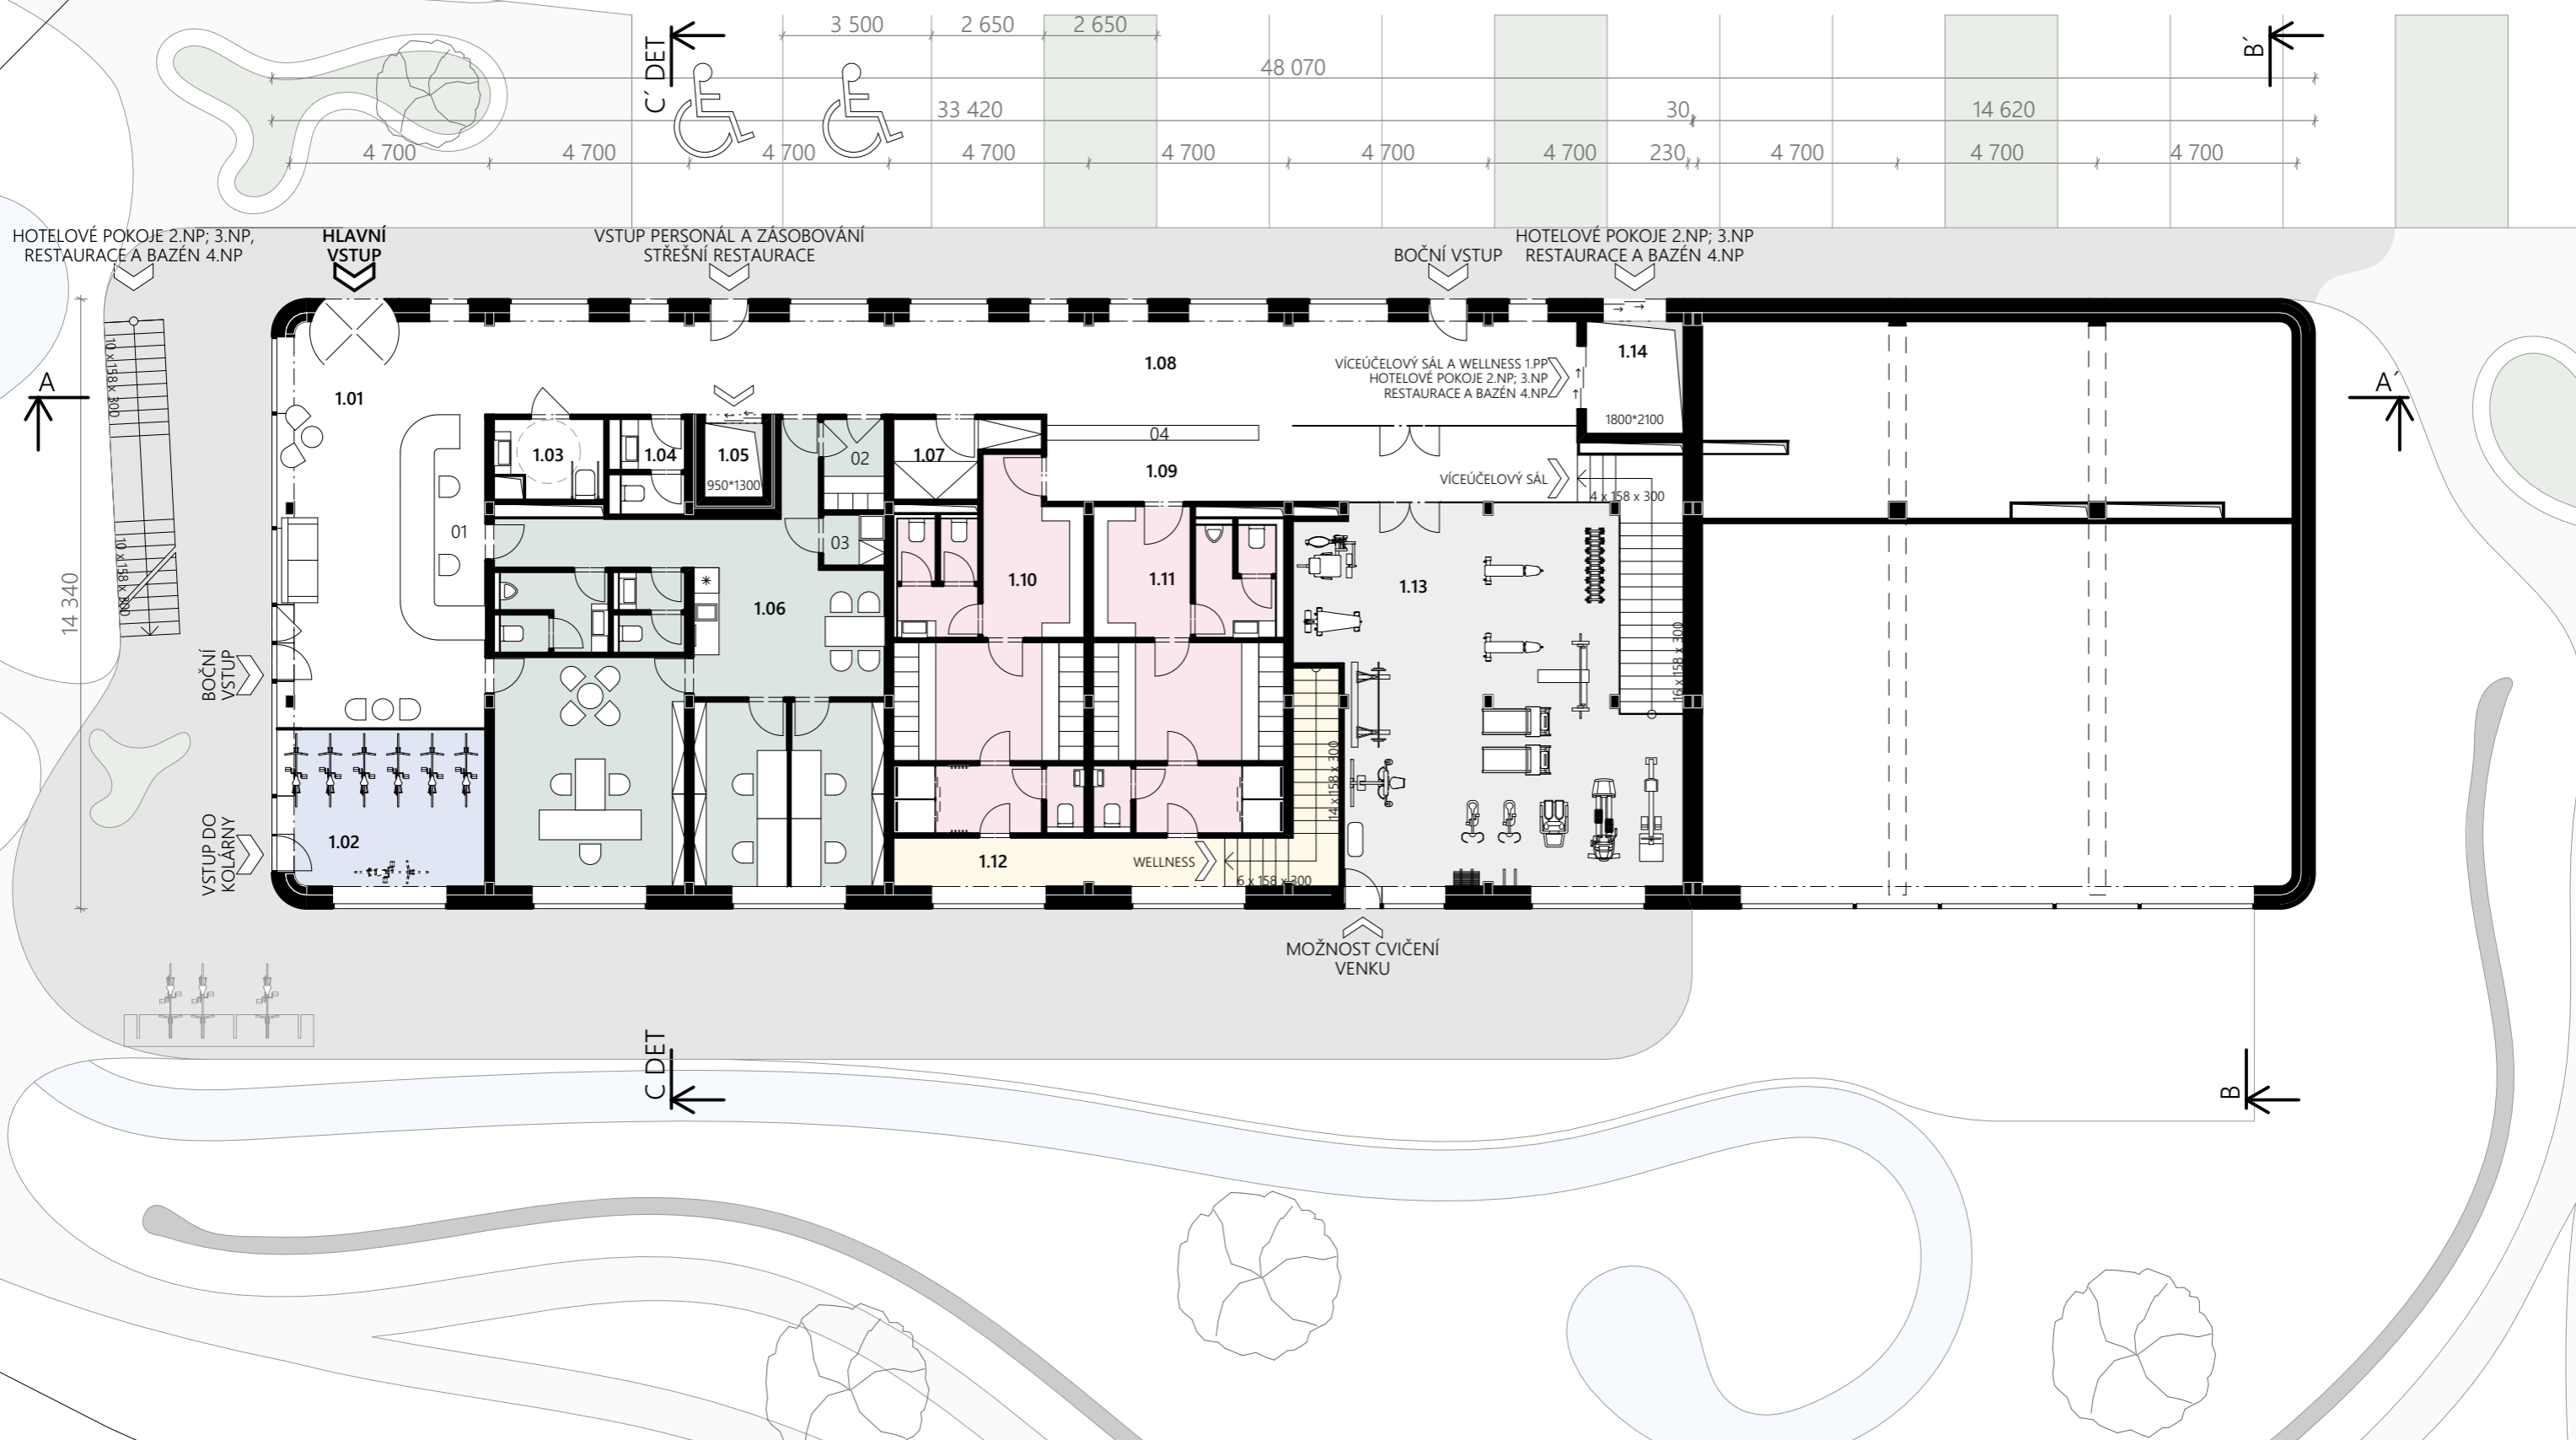 3 500
2 650
2 650
C´ DET
B´
48 070
33 420
30
14 620
4 700
4 700
4 700
4 700
4 700
4 700
4 700
230
4 700
4 700
4 700
HOTELOVÉ POKOJE 2.NP; 3.NP,
RESTAURACE A BAZÉN 4.NP
HLAVNÍ
VSTUP
VSTUP PERSONÁL A ZÁSOBOVÁNÍ
STŘEŠNÍ RESTAURACE
BOČNÍ VSTUP
HOTELOVÉ POKOJE 2.NP; 3.NP
RESTAURACE A BAZÉN 4.NP
10 x158 x 300
10 x158 x 300
14 340
A
A´
1.01
1.08
VÍCEÚČELOVÝ SÁL A WELLNESS 1.PP
HOTELOVÉ POKOJE 2.NP; 3.NP
RESTAURACE A BAZÉN 4.NP
1.14
1800*2100
1.03
1.04
1.05
950*1300
02
1.07
04
1.09
VÍCEÚČELOVÝ SÁL
4 x 158 x 300
01
03
1.06
1.10
1.11
1.13
16 x 158 x 300
BOČNÍ
VSTUP
14 x 158 x 300
VSTUP DO
KOLÁRNY
1.02
1.12
WELLNESS
6 x 158 x 300
MOŽNOST CVIČENÍ
VENKU
C DET
B